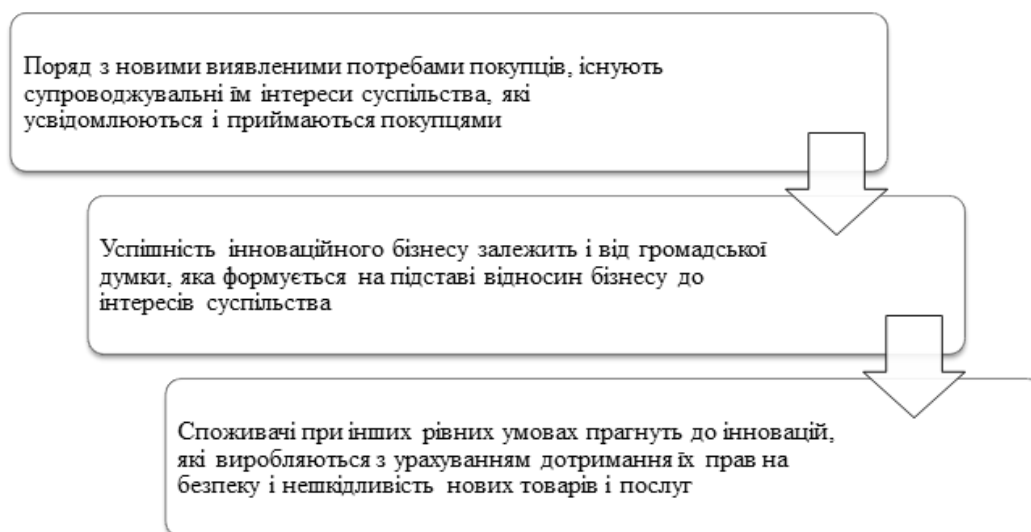 Поряд з новими виявленими потребами покупців, існують
супроводжувальні їм інтереси суспільства, які
усвідомлюються і приймаються покупцями
Успішність інноваційного бізнесу залежить і від громадської
думки, яка формується на підставі відносин бізнесу до
інтересів суспільства
Споживачі при інших рівних умовах прагнуть до інновацій,
які виробляються з урахуванням дотримання їх прав на
безпеку і нешкідливість нових товарів і послуг